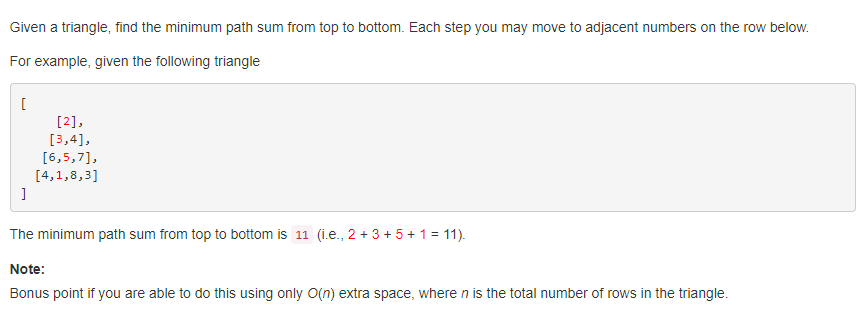 Given a triangle, find the minimum path sum from top to bottom. Each step you may move to adjacent numbers on the row below.
For example, given the following triangle
[
[2],
[3,4],
[6,5,7],
[4,1,8,3]
]
The minimum path sum from top to bottom is 11 (i.e., 2 + 3 + 5 + 1 = 11).
Note:
Bonus point if you are able to do this using only O(n) extra space, where n is the total number of rows in the triangle.